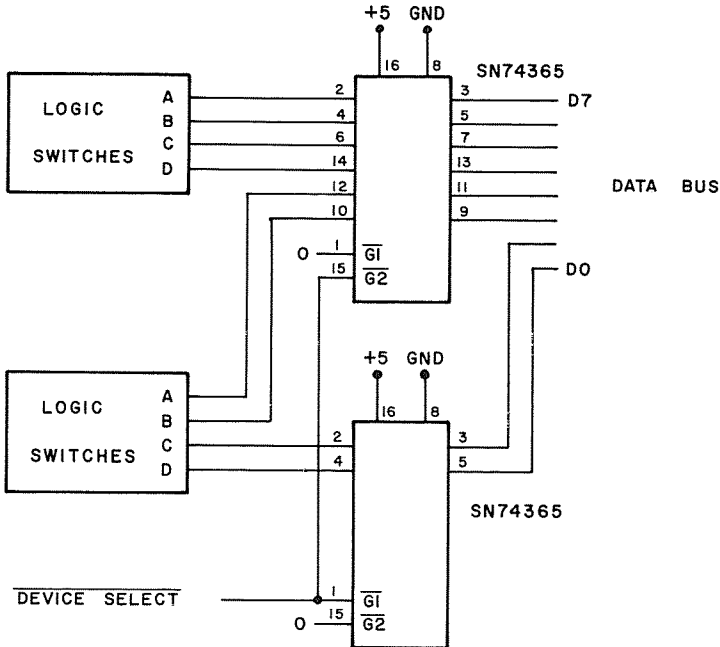 +5 GND
16 8
SN74365
LOGIC
SWITCHES
A
B
C
D
2
4
6
14
12
10
0 1 G1
15 G2
3 D7
5
7
13
11
9
DATA BUS
D0
+5 GND
16 8
LOGIC
SWITCHES
A
B
C
D
2
4
3
5
SN74365
DEVICE SELECT
1 G1
0 15 G2